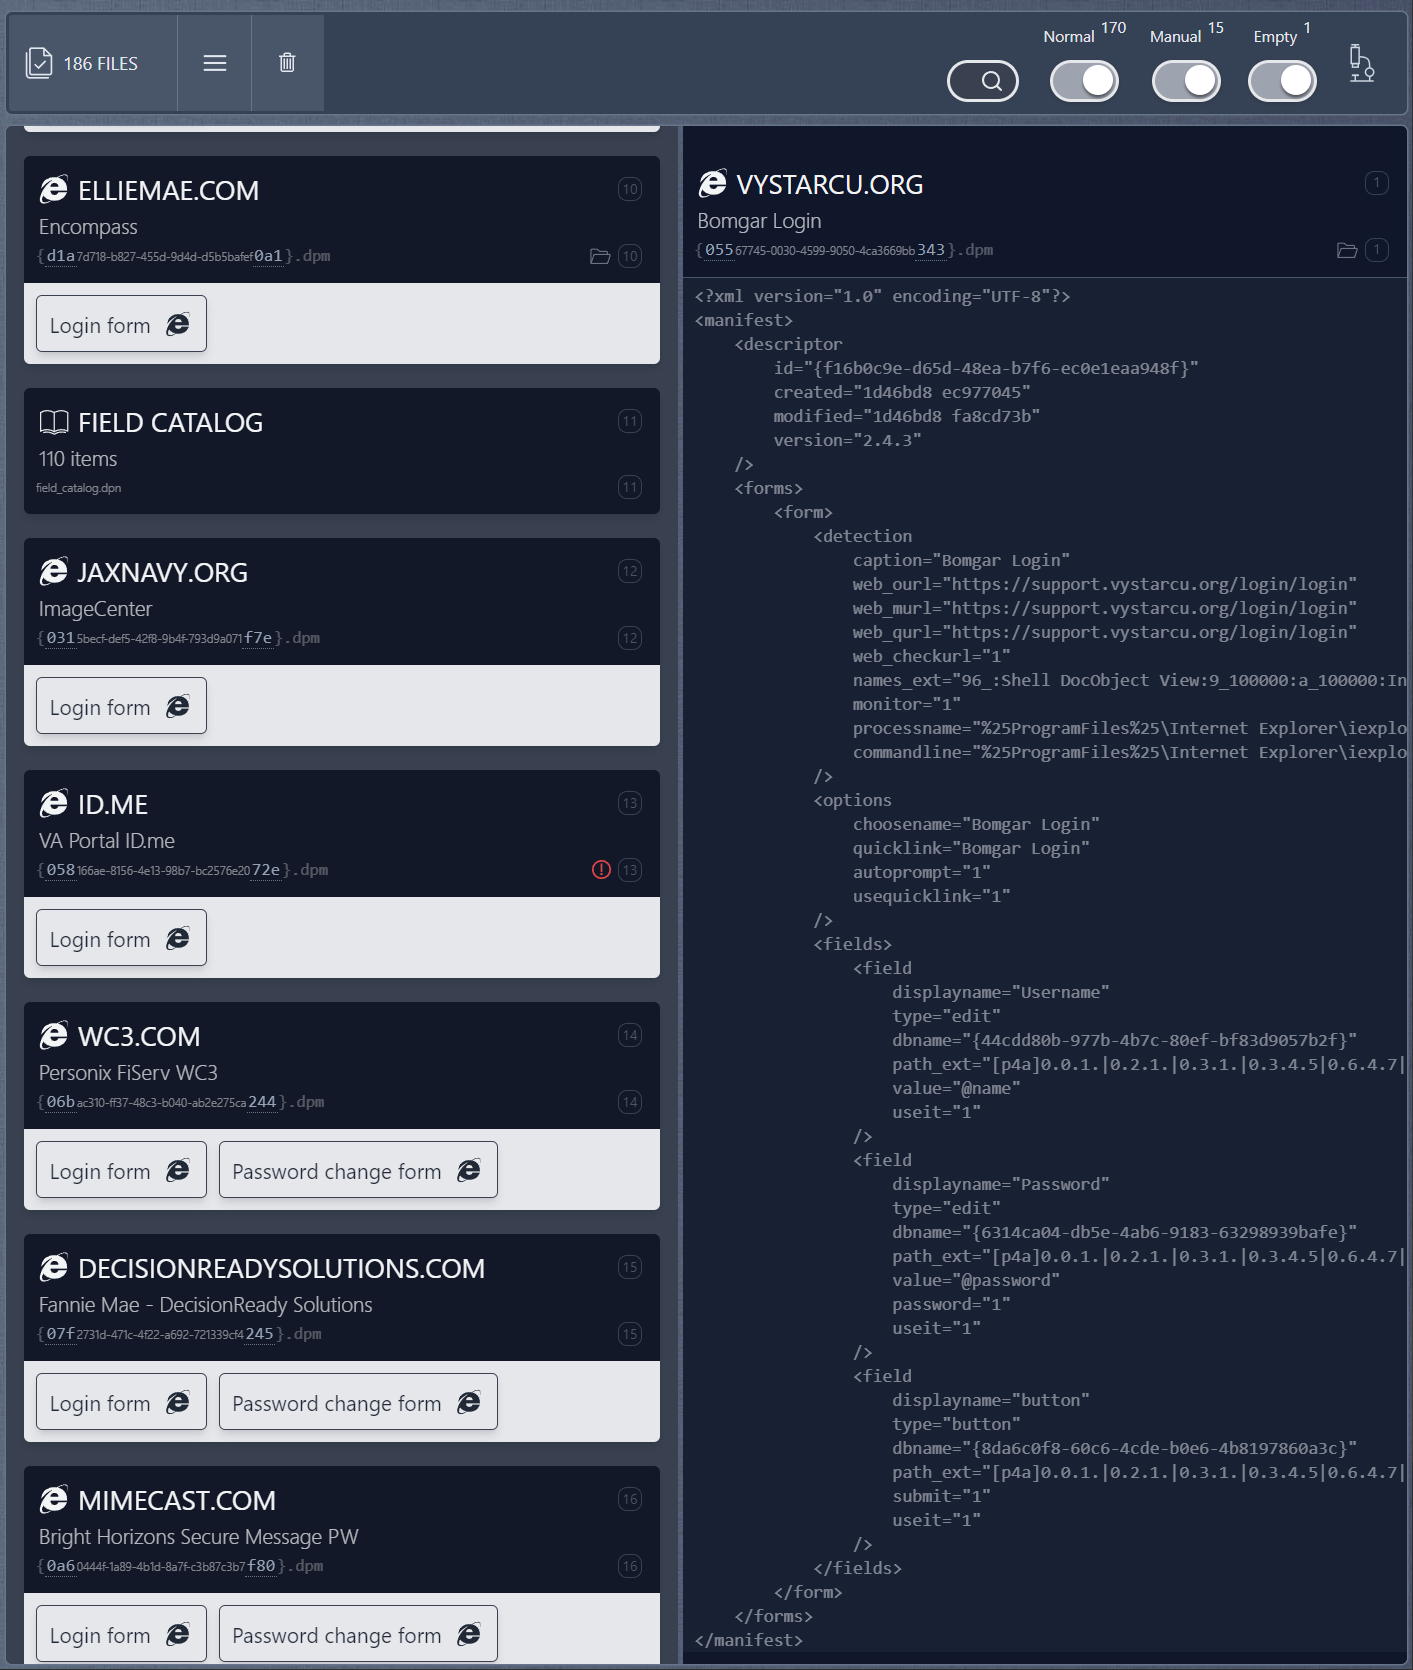 186 FILES
Normal 170
Manual 15
Empty 1
ELLIEMAE.COM
10
Encompass
{d1a7d718-b827-455d-9d4d-d5b5bafef0a1}.dpm
10
Login form
FIELD CATALOG
11
110 items
field_catalog.dpn
11
JAXNAVY.ORG
12
ImageCenter
{0315becf-def5-42f8-9b4f-793d9a071f7e}.dpm
12
Login form
ID.ME
13
VA Portal ID.me
{058166ae-8156-4e13-98b7-bc2576e2072e}.dpm
13
Login form
WC3.COM
14
Personix FiServ WC3
{06bac310-ff37-48c3-b040-ab2e275ca244}.dpm
14
Login form
Password change form
DECISIONREADYSOLUTIONS.COM
15
Fannie Mae - DecisionReady Solutions
{07f2731d-471c-4f22-a692-721339cf4245}.dpm
15
Login form
Password change form
MIMECAST.COM
16
Bright Horizons Secure Message PW
{0a60444f-1a89-4b1d-8a7f-c3b87c3b7f80}.dpm
16
Login form
Password change form
VYSTARCU.ORG
1
Bomgar Login
{05567745-0030-4599-9050-4ca3669bb343}.dpm
1
<?xml version="1.0" encoding="UTF-8"?>
<manifest>
<descriptor
id="{f16b0c9e-d65d-48ea-b7f6-ec0e1eaa948f}"
created="1d46bd8 ec977045"
modified="1d46bd8 fa8cd73b"
version="2.4.3"
/>
<forms>
<form>
<detection
caption="Bomgar Login"
web_ourl="https://support.vystarcu.org/login/login"
web_murl="https://support.vystarcu.org/login/login"
web_qurl="https://support.vystarcu.org/login/login"
web_checkurl="1"
names_ext="96_:Shell DocObject View:9_100000:a_100000:In
monitor="1"
processname="%25ProgramFiles%25\Internet Explorer\iexplo
commandline="%25ProgramFiles%25\Internet Explorer\iexplo
/>
<options
choosename="Bomgar Login"
quicklink="Bomgar Login"
autoprompt="1"
usequicklink="1"
/>
<fields>
<field
displayname="Username"
type="edit"
dbname="{44cdd80b-977b-4b7c-80ef-bf83d9057b2f}"
path_ext="[p4a]0.0.1.|0.2.1.|0.3.1.|0.3.4.5|0.6.4.7|
value="@name"
useit="1"
/>
<field
displayname="Password"
type="edit"
dbname="{6314ca04-db5e-4ab6-9183-63298939bafe}"
path_ext="[p4a]0.0.1.|0.2.1.|0.3.1.|0.3.4.5|0.6.4.7|
value="@password"
password="1"
useit="1"
/>
<field
displayname="button"
type="button"
dbname="{8da6c0f8-60c6-4cde-b0e6-4b8197860a3c}"
path_ext="[p4a]0.0.1.|0.2.1.|0.3.1.|0.3.4.5|0.6.4.7|
submit="1"
useit="1"
/>
</fields>
</form>
</forms>
</manifest>